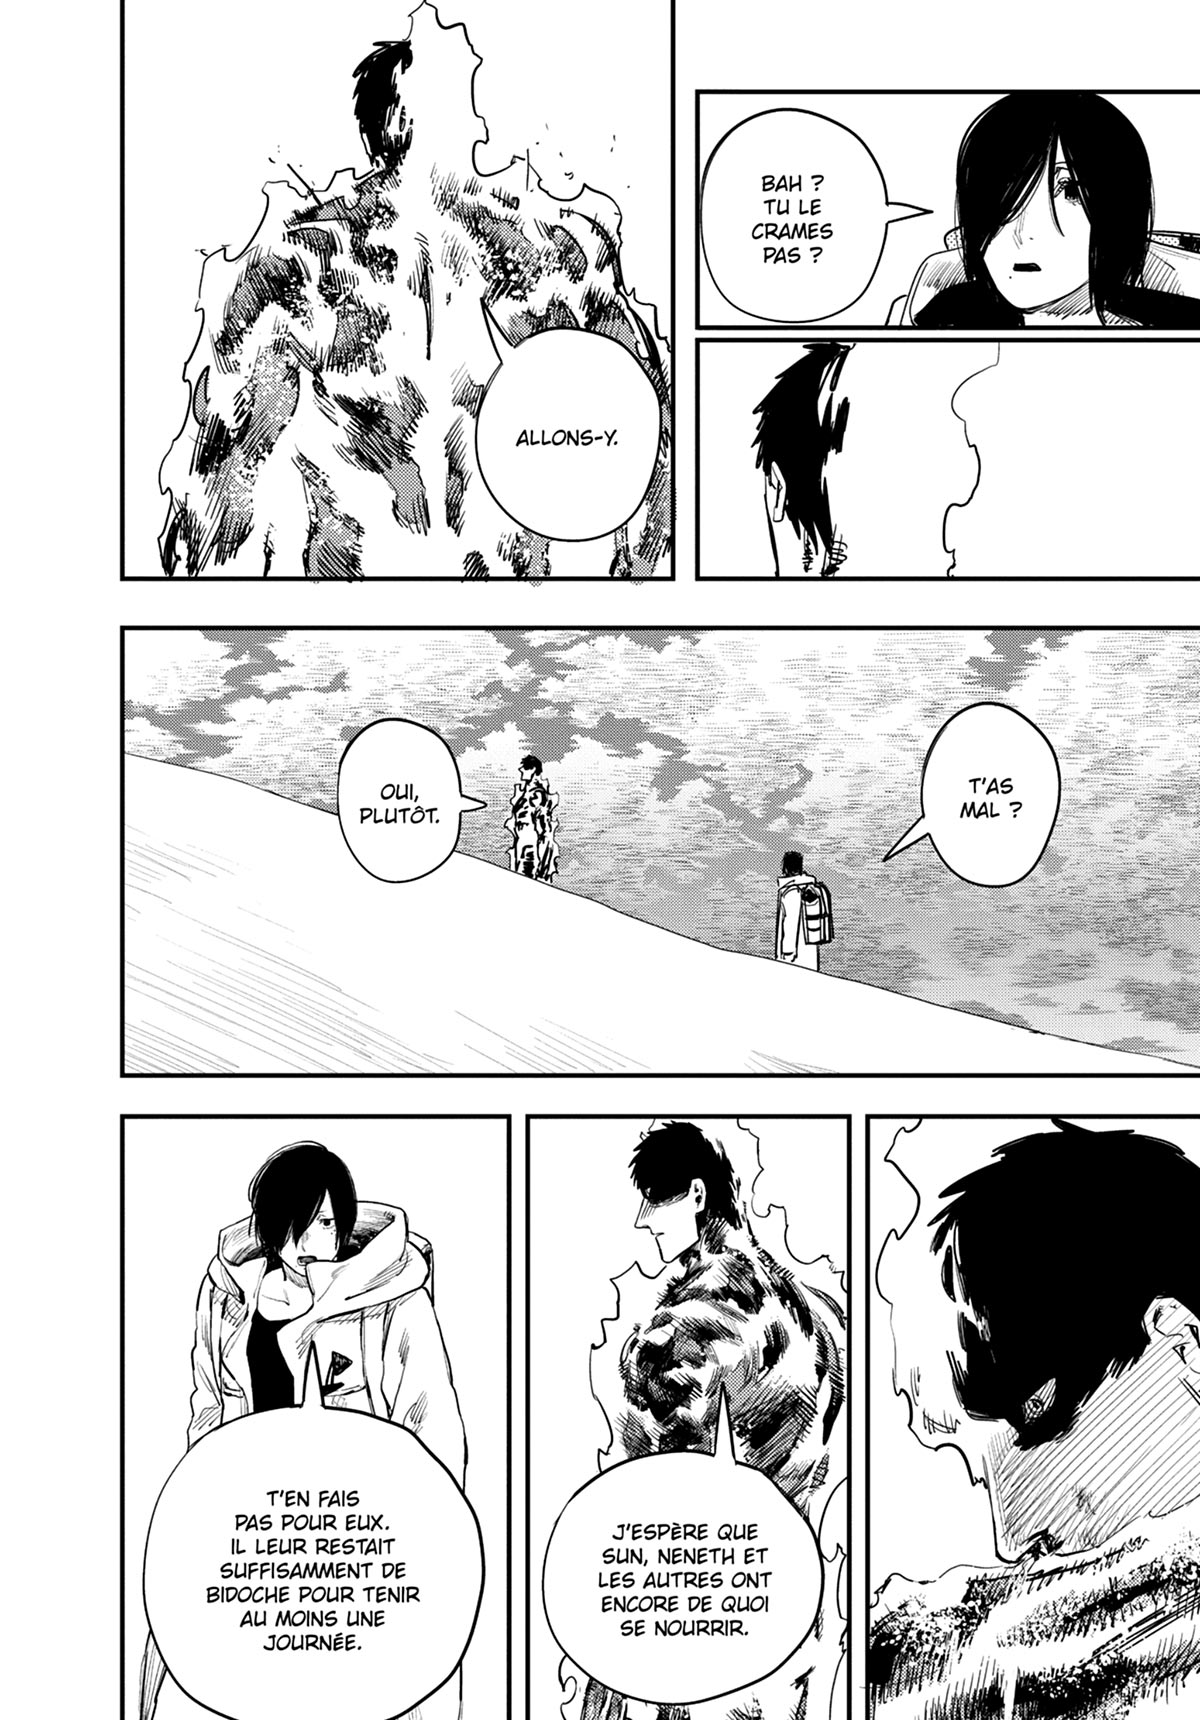 BAH ?
TU LE
CRAMES
PAS ?
ALLONS-Y.
T'AS
MAL ?
OUI,
PLUTÔT.
J'ESPÈRE QUE
SUN, NENETH ET
LES AUTRES ONT
ENCORE DE QUOI
SE NOURRIR.
T'EN FAIS
PAS POUR EUX.
IL LEUR RESTAIT
SUFFISAMMENT DE
BIDOCHE POUR TENIR
AU MOINS UNE
JOURNÉE.